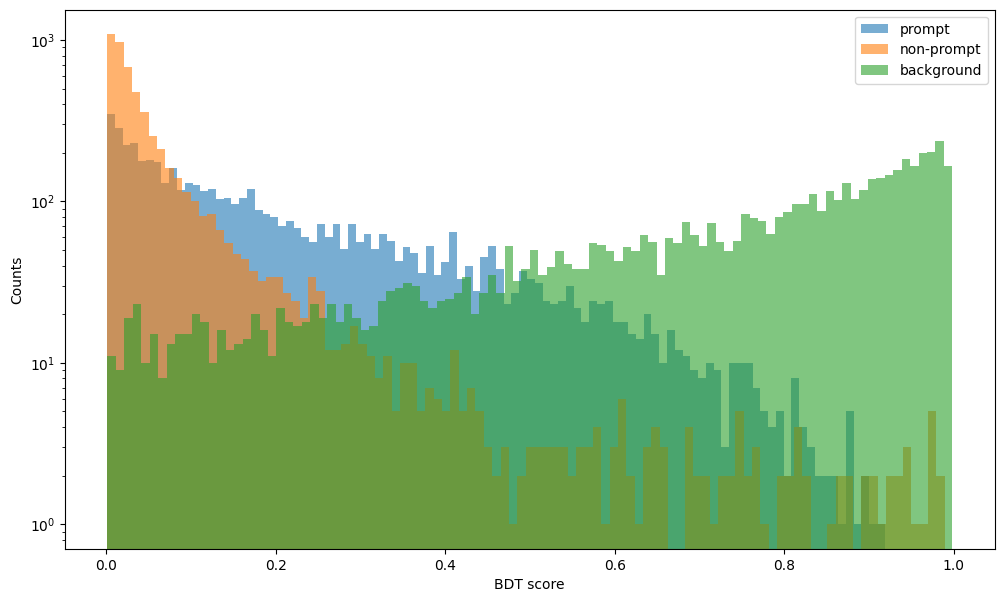 prompt
non-prompt
background
Counts
10³
10²
10¹
10⁰
0.0 0.2 0.4 0.6 0.8 1.0
BDT score